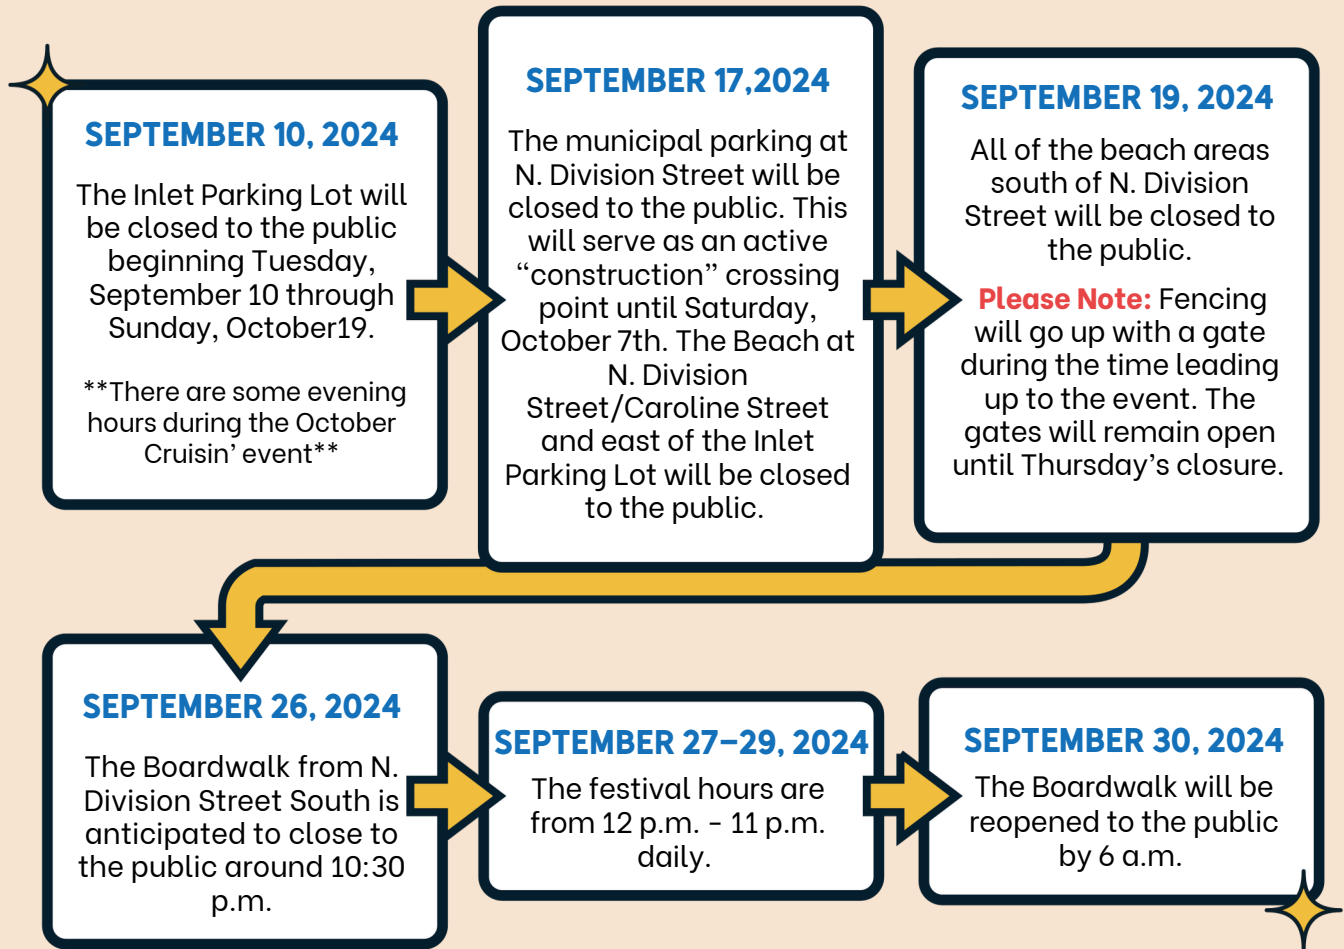 SEPTEMBER 10, 2024
The Inlet Parking Lot will
be closed to the public
beginning Tuesday,
September 10 through
Sunday, October19.
**There are some evening
hours during the October
Cruisin' event**
SEPTEMBER 17,2024
The municipal parking at
N. Division Street will be
closed to the public. This
will serve as an active
“construction” crossing
point until Saturday,
October 7th. The Beach at
N. Division
Street/Caroline Street
and east of the Inlet
Parking Lot will be closed
to the public.
SEPTEMBER 19, 2024
All of the beach areas
south of N. Division
Street will be closed to
the public.
Please Note: Fencing
will go up with a gate
during the time leading
up to the event. The
gates will remain open
until Thursday's closure.
SEPTEMBER 26, 2024
The Boardwalk from N.
Division Street South is
anticipated to close to
the public around 10:30
p.m.
SEPTEMBER 27–29, 2024
The festival hours are
from 12 p.m. - 11 p.m.
daily.
SEPTEMBER 30, 2024
The Boardwalk will be
reopened to the public
by 6 a.m.